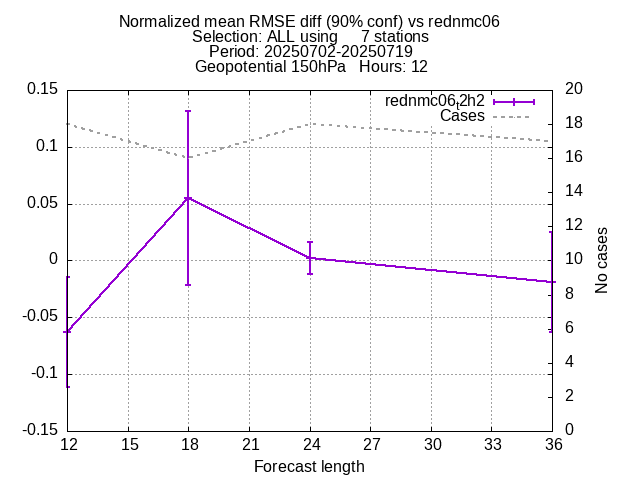 Normalized mean RMSE diff (90% conf) vs rednmc06
Selection: ALL using     7 stations
Period: 20250702-20250719
Geopotential 150hPa   Hours: 12
rednmc06_t2h2
Cases
0.15
0.1
0.05
0
-0.05
-0.1
-0.15
20
18
16
14
12
10
8
6
4
2
0
No cases
12 15 18 21 24 27 30 33 36
Forecast length